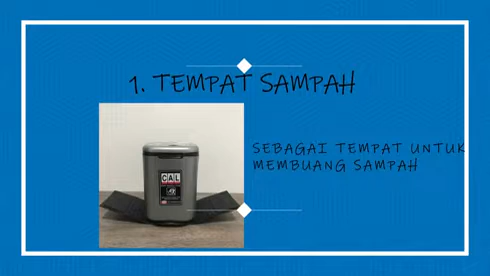 1. TEMPAT SAMPAH
SEBAGAI TEMPAT UNTUK
MEMBUANG SAMPAH
CAL